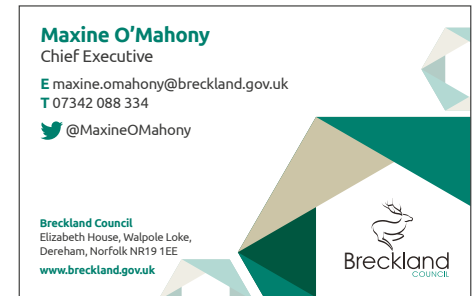 Maxine O’Mahony
Chief Executive
E maxine.omahony@breckland.gov.uk
T 07342 088 334
@MaxineOMahony
Breckland Council
Elizabeth House, Walpole Loke,
Dereham, Norfolk NR19 1EE
www.breckland.gov.uk
Breckland
COUNCIL